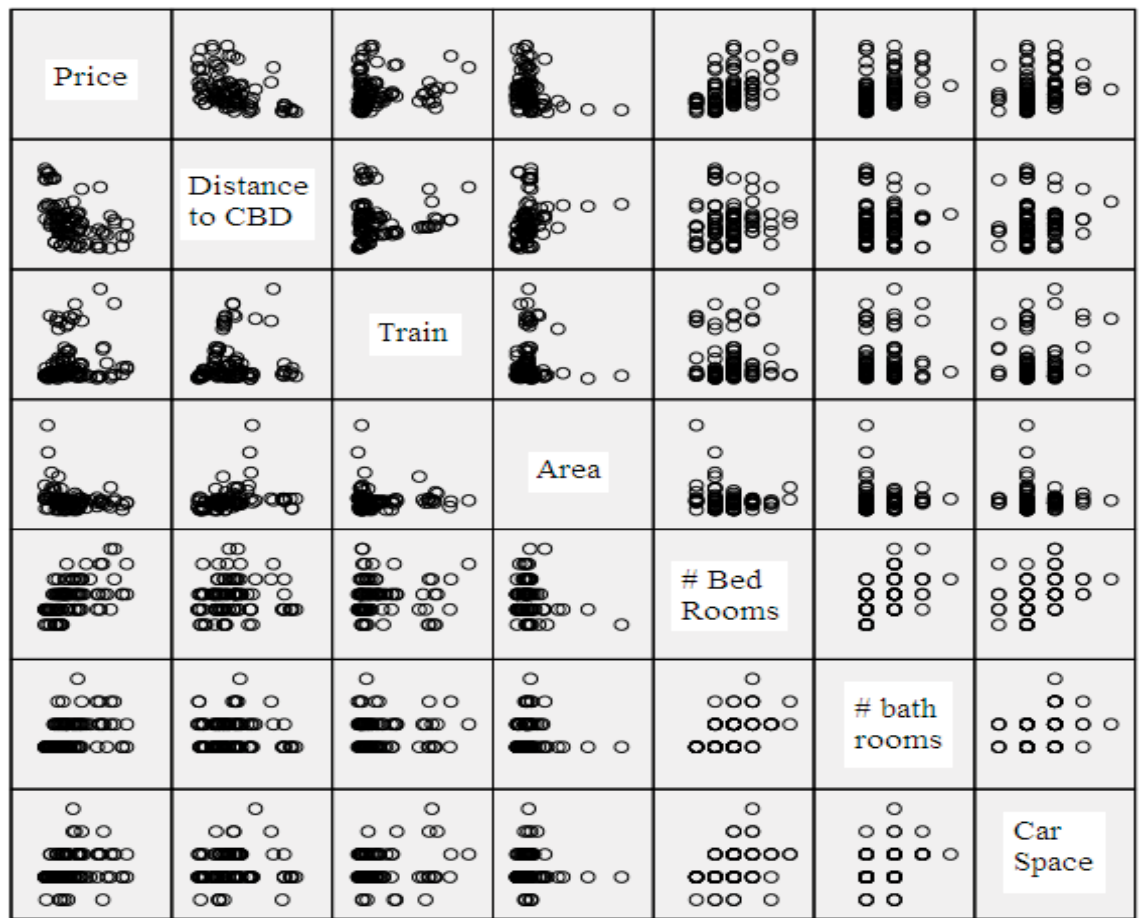 Price
Distance
to CBD
Train
Area
# Bed
Rooms
# bath
rooms
Car
Space